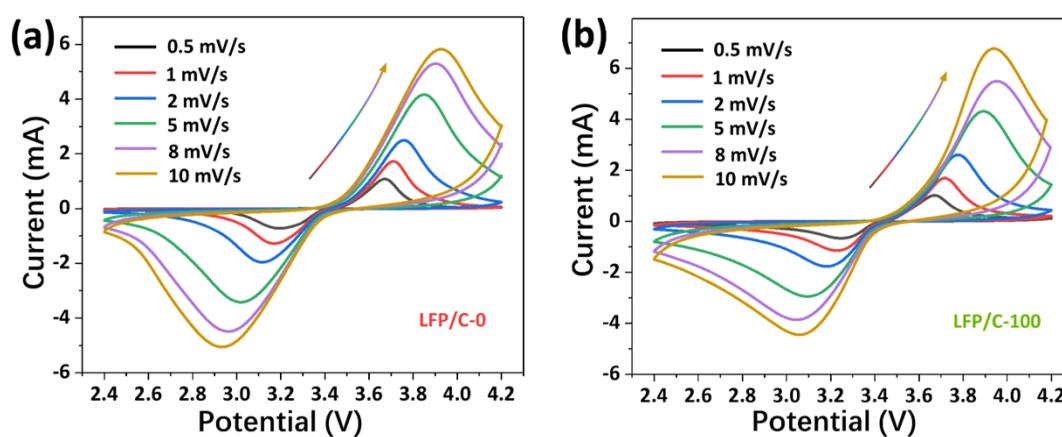 (a)
0.5 mV/s
1 mV/s
2 mV/s
5 mV/s
8 mV/s
10 mV/s
6
4
2
0
-2
-4
-6
Current (mA)
LFP/C-0
2.4 2.6 2.8 3.0 3.2 3.4 3.6 3.8 4.0 4.2
Potential (V)
(b)
0.5 mV/s
1 mV/s
2 mV/s
5 mV/s
8 mV/s
10 mV/s
6
4
2
0
-2
-4
-6
Current (mA)
LFP/C-100
2.4 2.6 2.8 3.0 3.2 3.4 3.6 3.8 4.0 4.2
Potential (V)